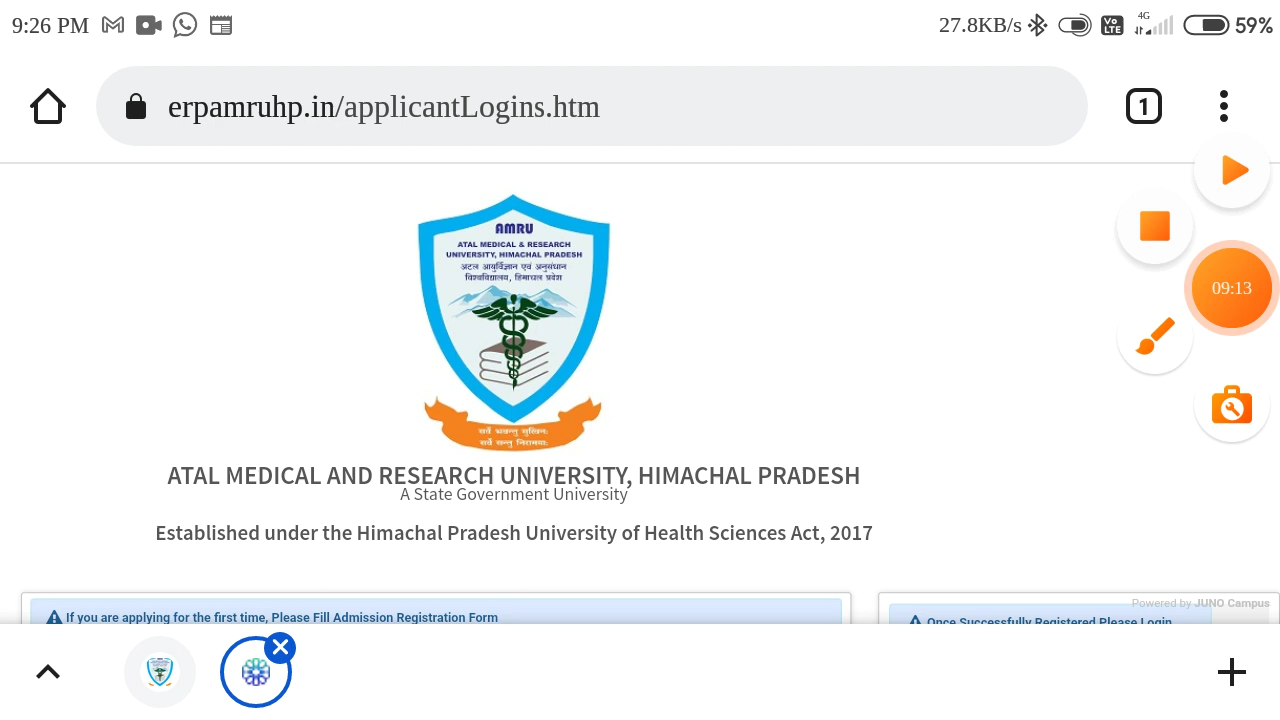 9:26 PM 27.8KB/s 4G Vo LTE 59%
erpamruhp.in/applicantLogins.htm 1
AMRU
ATAL MEDICAL & RESEARCH
UNIVERSITY, HIMACHAL PRADESH
अटल आयुर्विज्ञान एवं अनुसंधान
विश्वविद्यालय, हिमाचल प्रदेश
09:13
सर्वे भवन्तु सुखिनः
सर्वे सन्तु निरामयाः
ATAL MEDICAL AND RESEARCH UNIVERSITY, HIMACHAL PRADESH
A State Government University
Established under the Himachal Pradesh University of Health Sciences Act, 2017
Powered by JUNO Campus
If you are applying for the first time, Please Fill Admission Registration Form
Once Successfully Registered Please Login